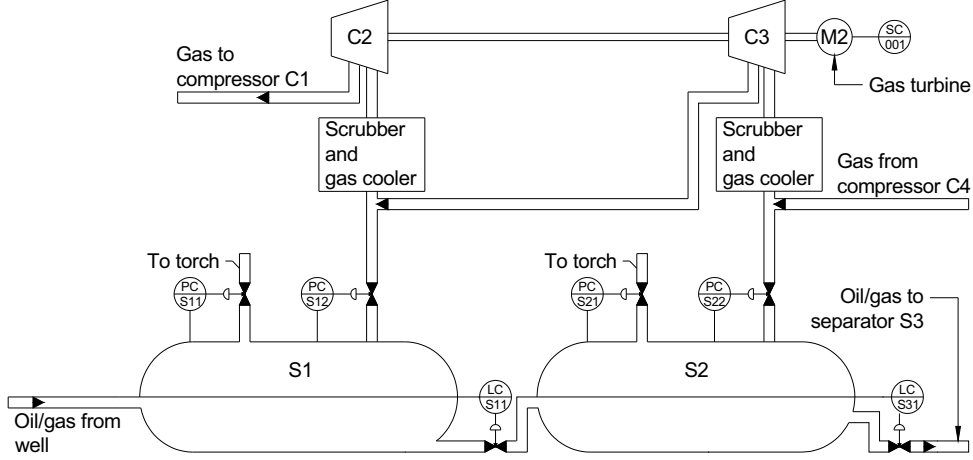 C2
C3
M2
SC
001
Gas to
compressor C1
Gas turbine
Scrubber
and
gas cooler
Scrubber
and
gas cooler
Gas from
compressor C4
To torch
To torch
PC
S11
PC
S12
PC
S21
PC
S22
Oil/gas to
separator S3
S1
S2
LC
S11
LC
S31
Oil/gas from
well